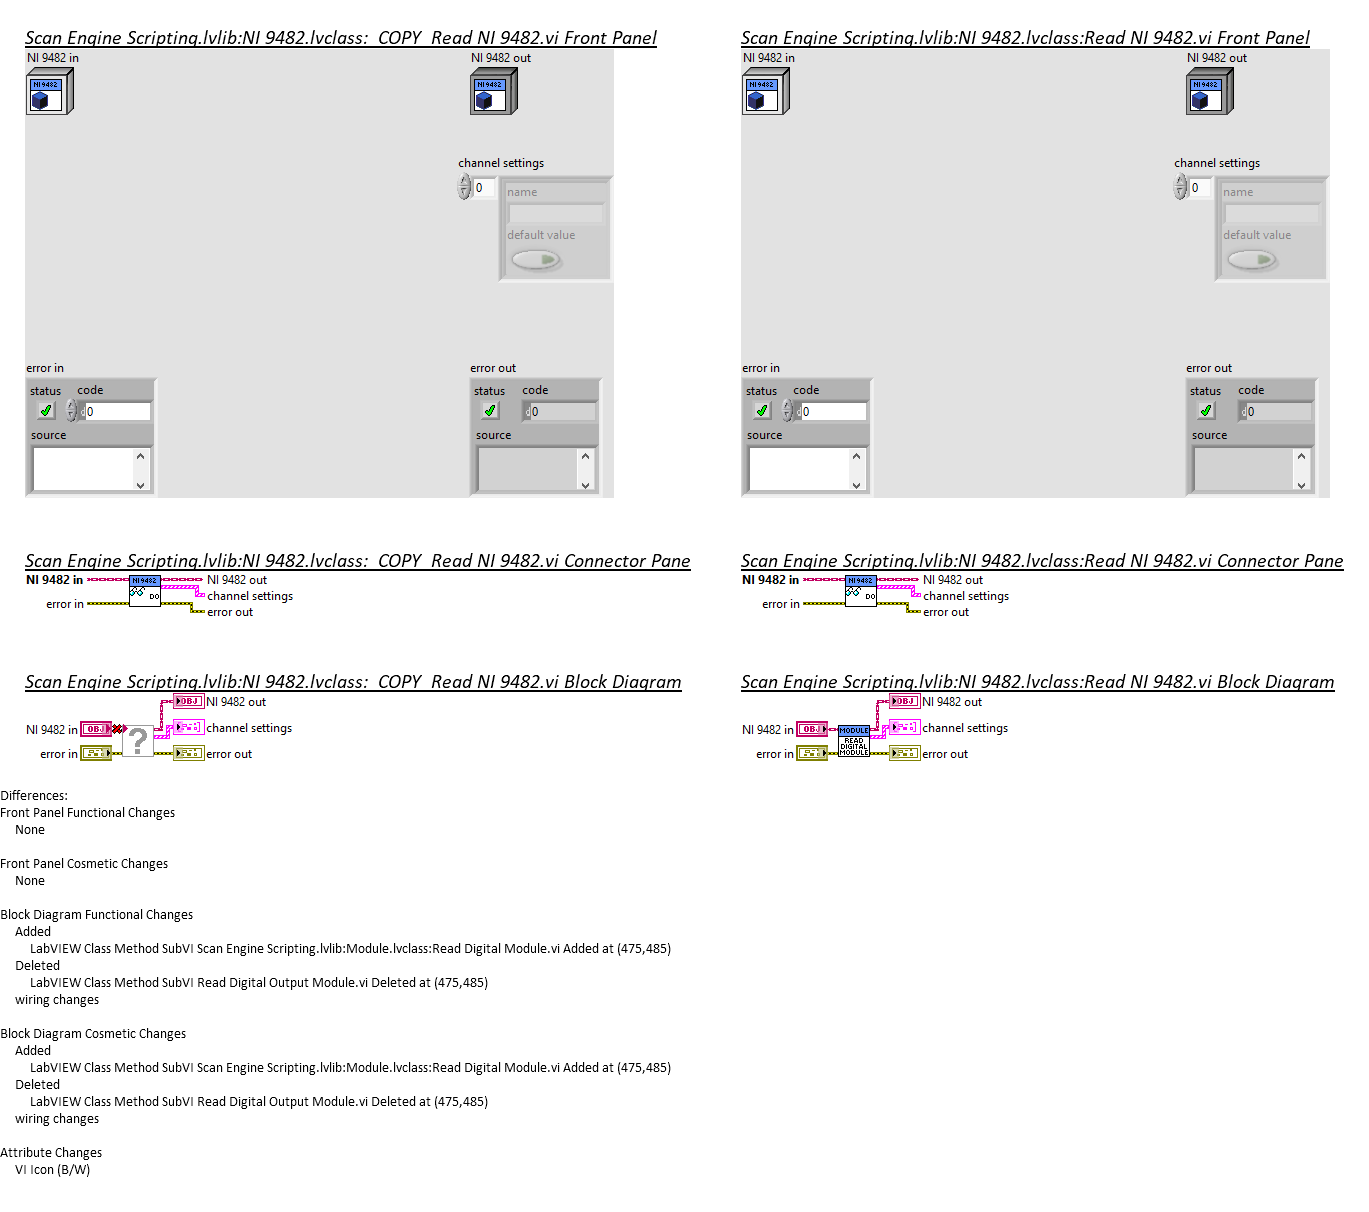 Scan Engine Scripting.lvlib:NI 9482.lvclass:_COPY_Read NI 9482.vi Front Panel
NI 9482 in
NI 9482 out
NI 9482
NI 9482
channel settings
0
name
default value
error in
error out
status code
status code
d 0
d 0
source
source
Scan Engine Scripting.lvlib:NI 9482.lvclass:Read NI 9482.vi Front Panel
NI 9482 in
NI 9482 out
NI 9482
NI 9482
channel settings
0
name
default value
error in
error out
status code
status code
d 0
d 0
source
source
Scan Engine Scripting.lvlib:NI 9482.lvclass:_COPY_Read NI 9482.vi Connector Pane
NI 9482 in
NI 9482
NI 9482 out
channel settings
error in
DO
error out
Scan Engine Scripting.lvlib:NI 9482.lvclass:Read NI 9482.vi Connector Pane
NI 9482 in
NI 9482
NI 9482 out
channel settings
error in
DO
error out
Scan Engine Scripting.lvlib:NI 9482.lvclass:_COPY_Read NI 9482.vi Block Diagram
OBJ
NI 9482 out
NI 9482 in
OBJ
?
channel settings
error in
error out
Scan Engine Scripting.lvlib:NI 9482.lvclass:Read NI 9482.vi Block Diagram
OBJ
NI 9482 out
NI 9482 in
OBJ
MODULE
READ
DIGITAL
MODULE
channel settings
error in
error out
Differences:
Front Panel Functional Changes
None
Front Panel Cosmetic Changes
None
Block Diagram Functional Changes
Added
LabVIEW Class Method SubVI Scan Engine Scripting.lvlib:Module.lvclass:Read Digital Module.vi Added at (475,485)
Deleted
LabVIEW Class Method SubVI Read Digital Output Module.vi Deleted at (475,485)
wiring changes
Block Diagram Cosmetic Changes
Added
LabVIEW Class Method SubVI Scan Engine Scripting.lvlib:Module.lvclass:Read Digital Module.vi Added at (475,485)
Deleted
LabVIEW Class Method SubVI Read Digital Output Module.vi Deleted at (475,485)
wiring changes
Attribute Changes
VI Icon (B/W)